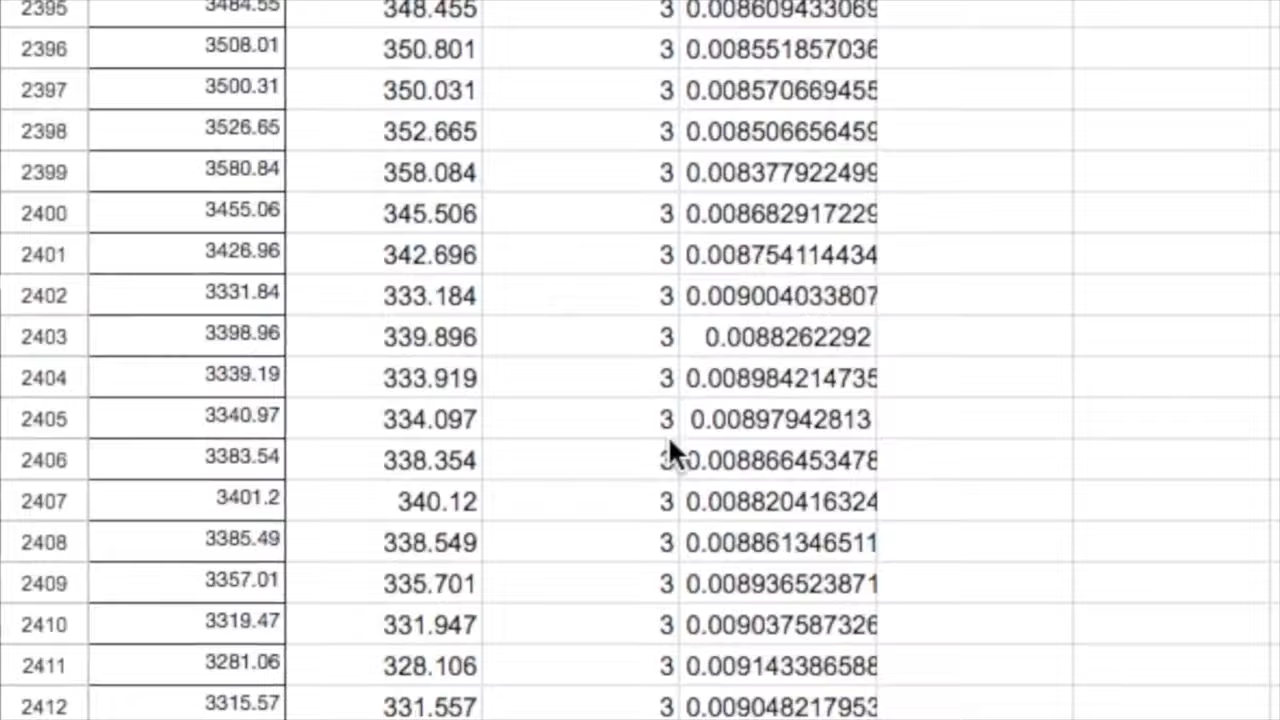 2395 3484.55 348.455 3 0.008609433069
2396 3508.01 350.801 3 0.008551857036
2397 3500.31 350.031 3 0.008570669455
2398 3526.65 352.665 3 0.008506656459
2399 3580.84 358.084 3 0.008377922499
2400 3455.06 345.506 3 0.008682917229
2401 3426.96 342.696 3 0.008754114434
2402 3331.84 333.184 3 0.009004033807
2403 3398.96 339.896 3 0.0088262292
2404 3339.19 333.919 3 0.008984214735
2405 3340.97 334.097 3 0.00897942813
2406 3383.54 338.354 3 0.008866453478
2407 3401.2 340.12 3 0.008820416324
2408 3385.49 338.549 3 0.008861346511
2409 3357.01 335.701 3 0.008936523871
2410 3319.47 331.947 3 0.009037587326
2411 3281.06 328.106 3 0.009143386588
2412 3315.57 331.557 3 0.009048217953